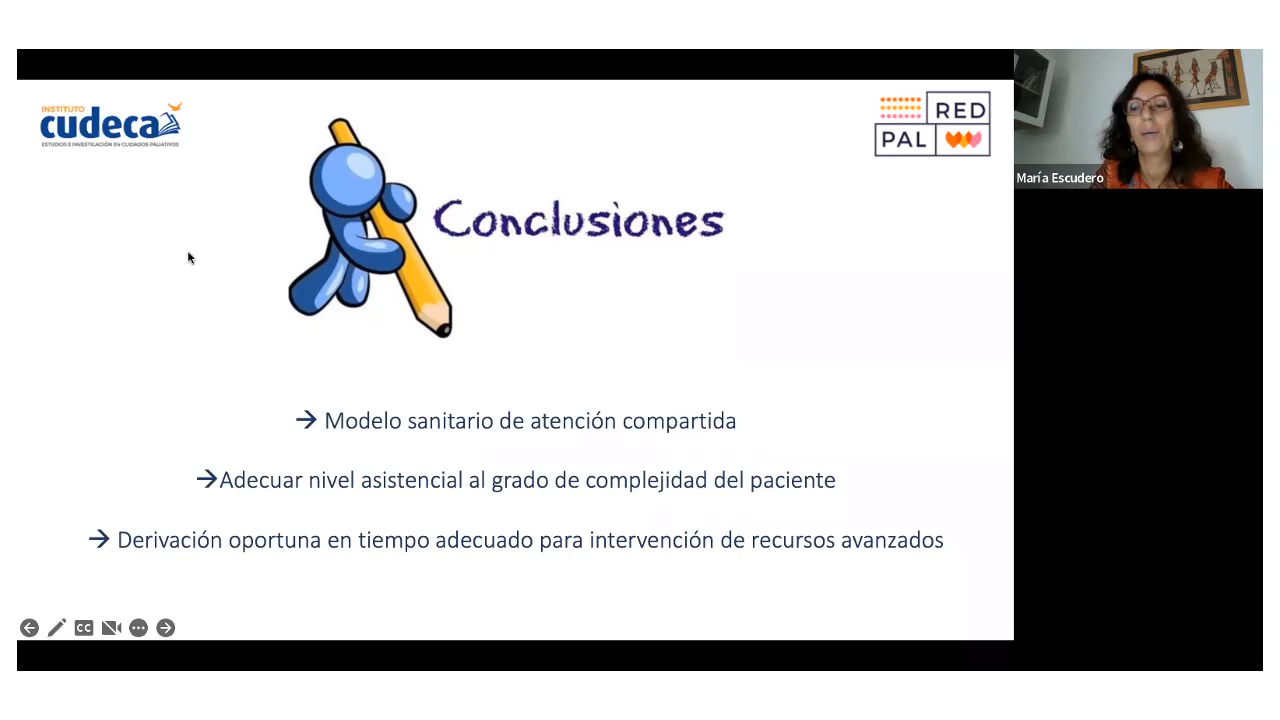 INSTITUTO
cudeca
ESTUDIOS E INVESTIGACIÓN EN CUIDADOS PALIATIVOS
RED
PAL
María Escudero
Conclusiones
→ Modelo sanitario de atención compartida
→Adecuar nivel asistencial al grado de complejidad del paciente
→ Derivación oportuna en tiempo adecuado para intervención de recursos avanzados
CC